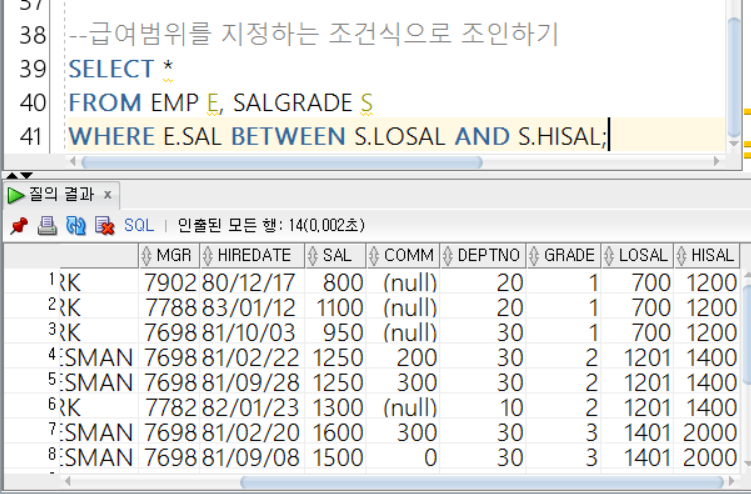 37
38 --급여범위를 지정하는 조건식으로 조인하기
39 SELECT *
40 FROM EMP E, SALGRADE S
41 WHERE E.SAL BETWEEN S.LOSAL AND S.HISAL;
질의 결과 x
SQL | 인출된 모든 행: 14(0,002초)
MGR HIREDATE SAL COMM DEPTNO GRADE LOSAL HISAL
1 RK 7902 80/12/17 800 (null) 20 1 700 1200
2 RK 7788 83/01/12 1100 (null) 20 1 700 1200
3 RK 7698 81/10/03 950 (null) 30 1 700 1200
4 ESMAN 7698 81/02/22 1250 200 30 2 1201 1400
5 ESMAN 7698 81/09/28 1250 300 30 2 1201 1400
6 RK 7782 82/01/23 1300 (null) 10 2 1201 1400
7 ESMAN 7698 81/02/20 1600 300 30 3 1401 2000
8 ESMAN 7698 81/09/08 1500 0 30 3 1401 2000